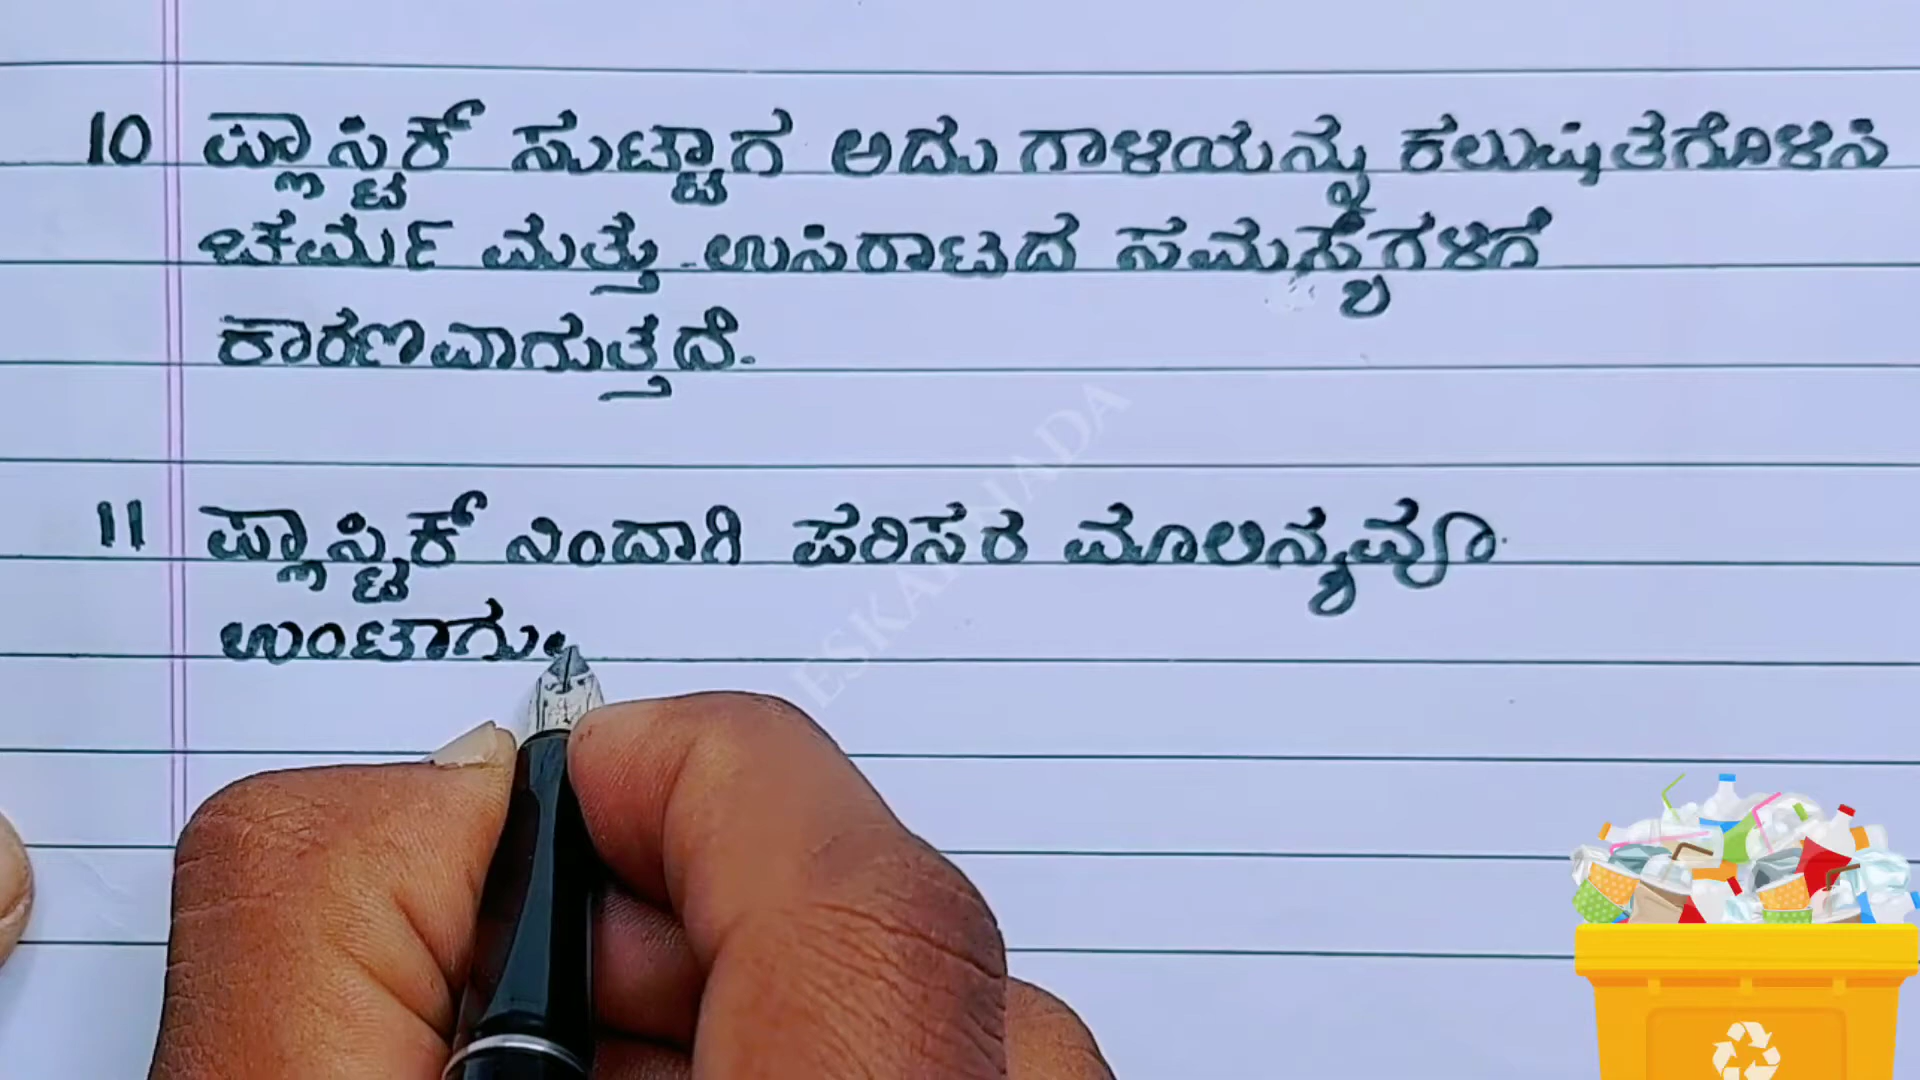 10 ಪ್ಲಾಸ್ಟಿಕ್ ಸುಟ್ಟಾಗ ಅದು ಗಾಳಿಯನ್ನು ಕಲುಷಿತಗೊಳಿಸಿ
ಚರ್ಮ ಮತ್ತು ಉಸಿರಾಟದ ಸಮಸ್ಯೆಗಳಿಗೆ
ಕಾರಣವಾಗುತ್ತದೆ.
11 ಪ್ಲಾಸ್ಟಿಕ್ ನಿಂದಾಗಿ ಪರಿಸರ ಮಾಲಿನ್ಯವೂ
ಉಂಟಾಗು